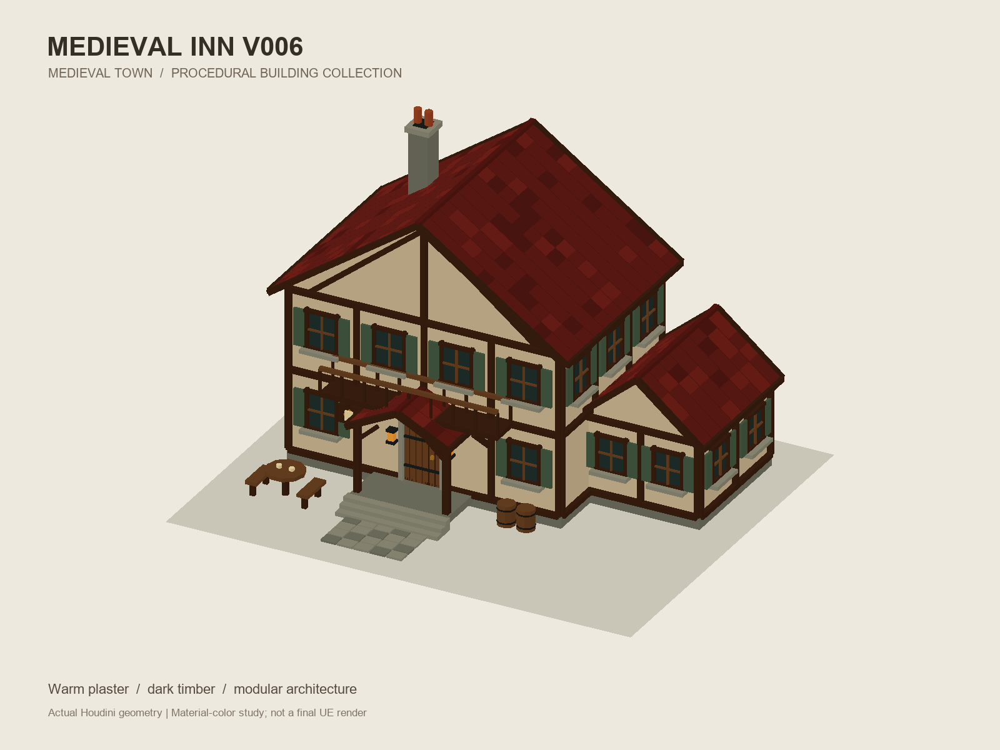 MEDIEVAL INN V006
MEDIEVAL TOWN / PROCEDURAL BUILDING COLLECTION
Warm plaster / dark timber / modular architecture
Actual Houdini geometry | Material-color study; not a final UE render